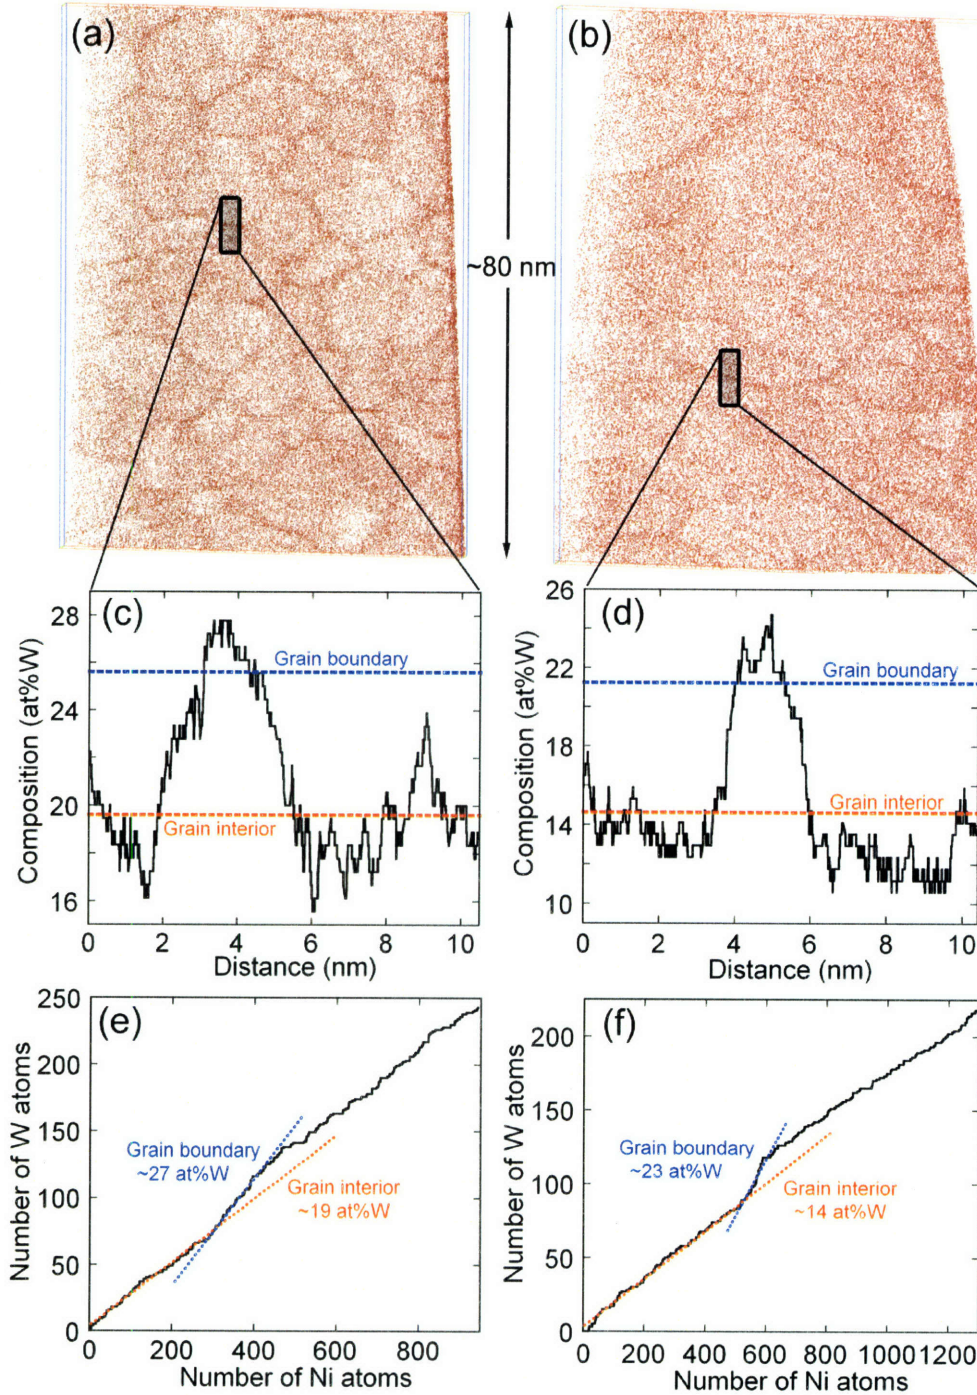 (a)
(b)
~80 nm
(c)
Composition (at%W)
28
24
20
16
Grain boundary
Grain interior
0 2 4 6 8 10
Distance (nm)
(d)
Composition (at%W)
26
22
18
14
9
Grain boundary
Grain interior
0 2 4 6 8 10
Distance (nm)
(e)
Number of W atoms
250
200
150
100
50
0
Grain boundary
~27 at%W
Grain interior
~19 at%W
0 200 400 600 800
Number of Ni atoms
(f)
Number of W atoms
200
150
100
50
0
Grain boundary
~23 at%W
Grain interior
~14 at%W
0 200 400 600 800 1000 1200
Number of Ni atoms